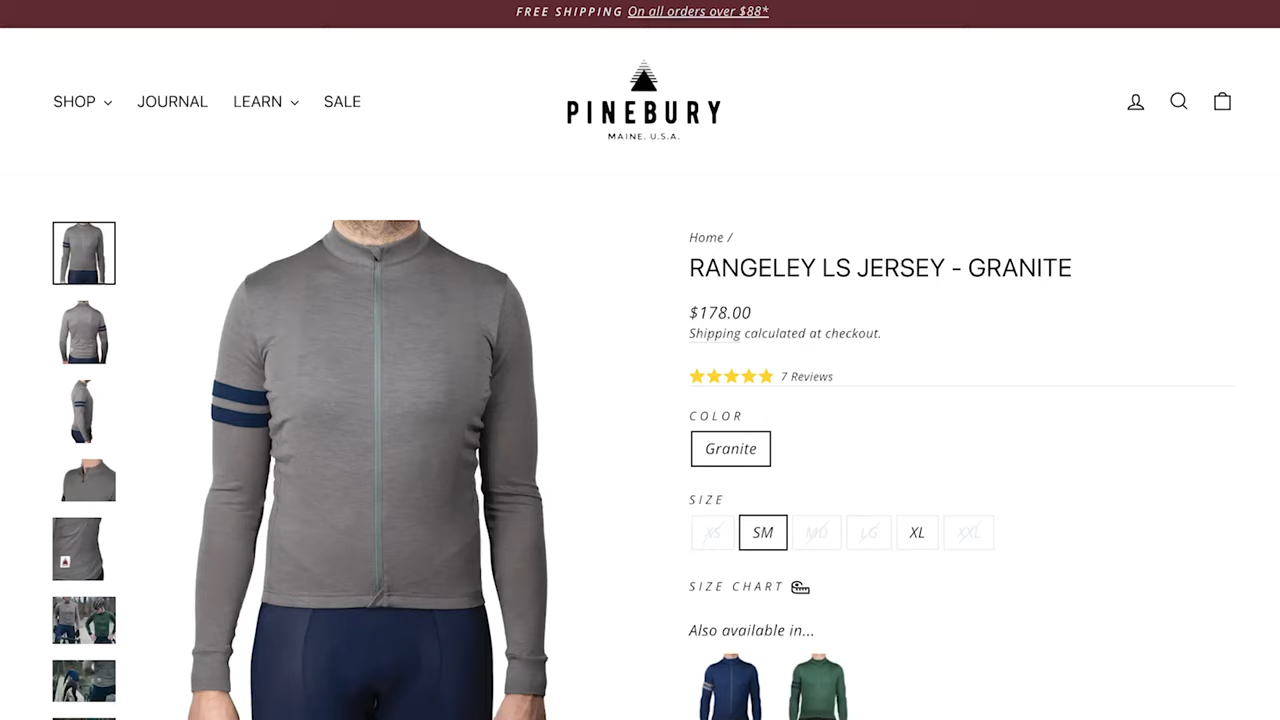 FREE SHIPPING On all orders over $88*
SHOP JOURNAL LEARN SALE
PINEBURY
MAINE. U.S.A.
Home /
RANGELEY LS JERSEY - GRANITE
$178.00
Shipping calculated at checkout.
7 Reviews
COLOR
Granite
SIZE
XS SM MD LG XL XXL
SIZE CHART
Also available in...